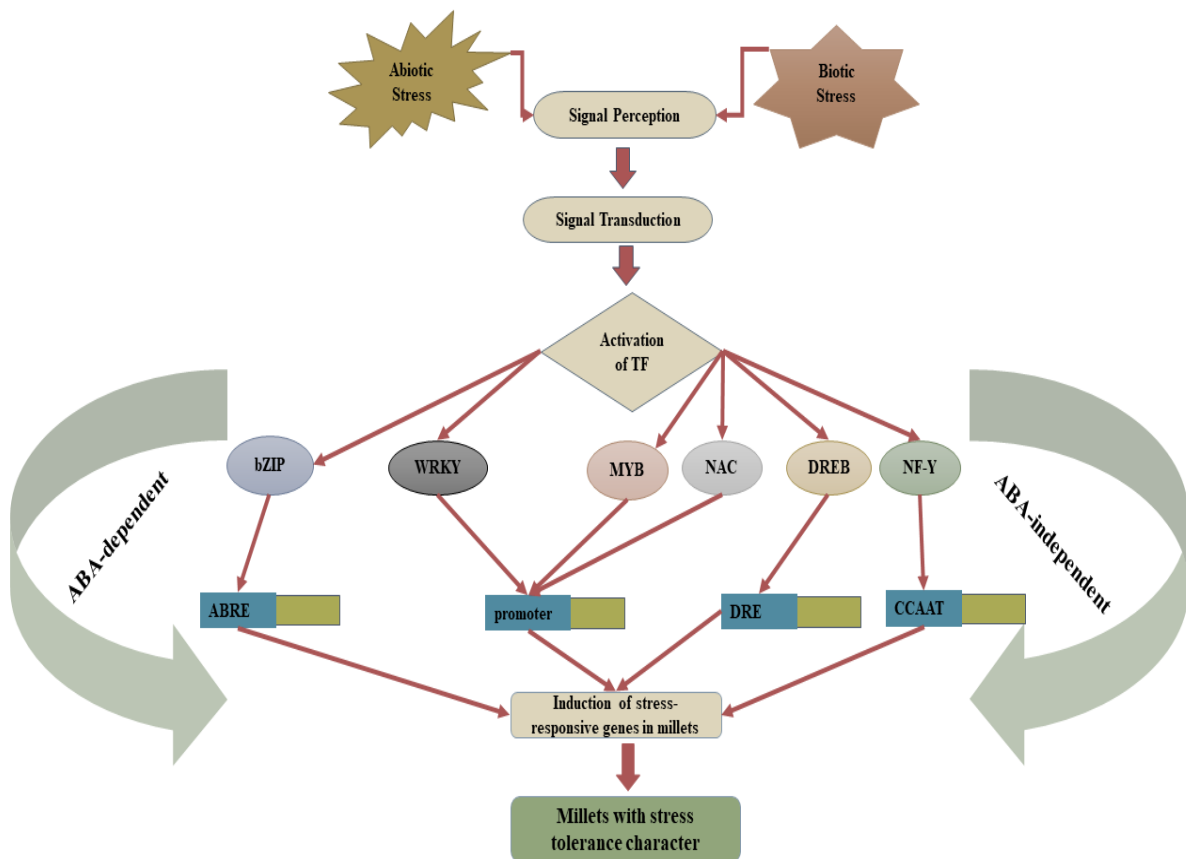 Abiotic
Stress
Biotic
Stress
Signal Perception
Signal Transduction
Activation
of TF
bZIP
WRKY
MYB
NAC
DREB
NF-Y
ABA-dependent
ABA-independent
ABRE
promoter
DRE
CCAAT
Induction of stress-
responsive genes in millets
Millets with stress
tolerance character